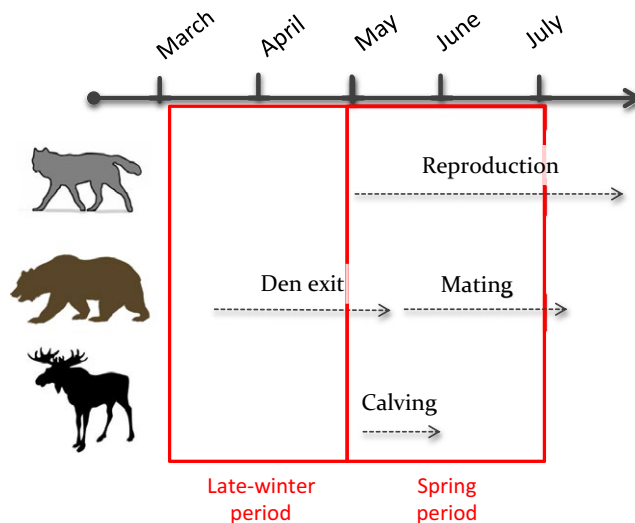 March
April
May
June
July
Reproduction
Den exit
Mating
Calving
Late-winter
period
Spring
period